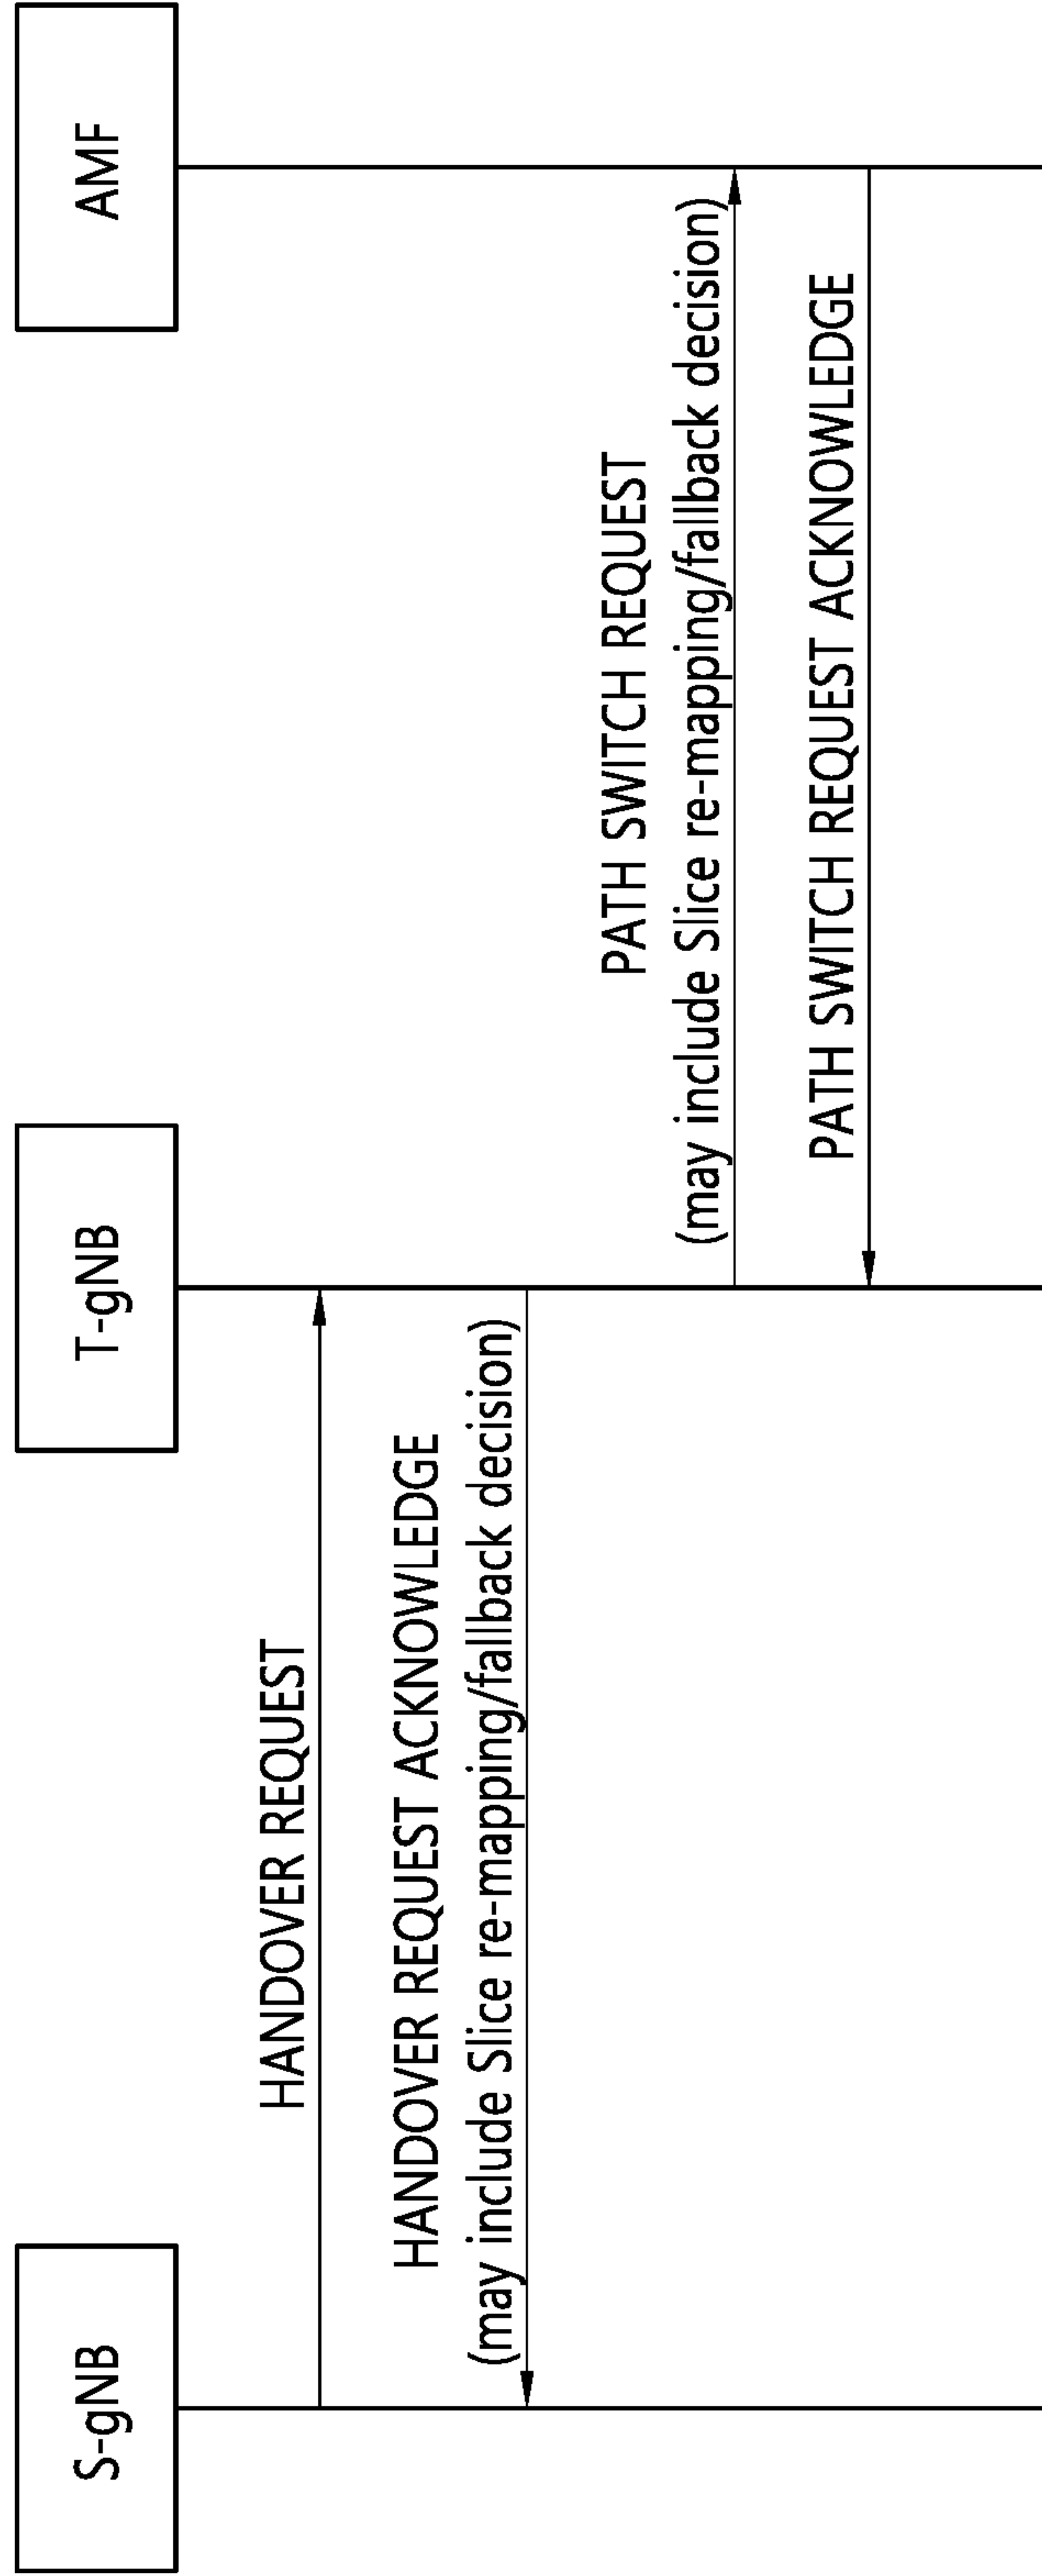 S-gNB
T-gNB
AMF
HANDOVER REQUEST
HANDOVER REQUEST ACKNOWLEDGE
(may include Slice re-mapping/fallback decision)
PATH SWITCH REQUEST
(may include Slice re-mapping/fallback decision)
PATH SWITCH REQUEST ACKNOWLEDGE